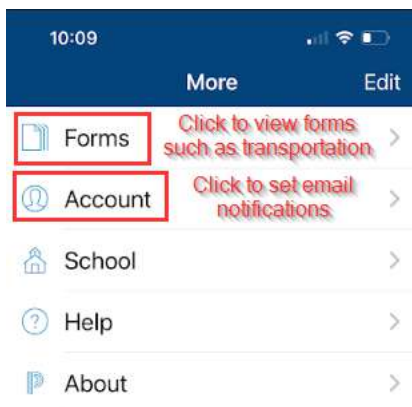 10:09
More Edit
Forms Click to view forms
such as transportation
Account Click to set email
notifications
School
Help
About